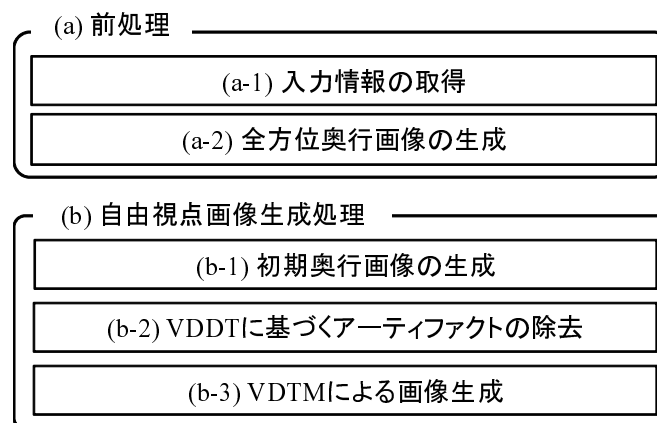 (a) 前処理
(a-1) 入力情報の取得
(a-2) 全方位奥行画像の生成
(b) 自由視点画像生成処理
(b-1) 初期奥行画像の生成
(b-2) VDDTに基づくアーティファクトの除去
(b-3) VDTMによる画像生成